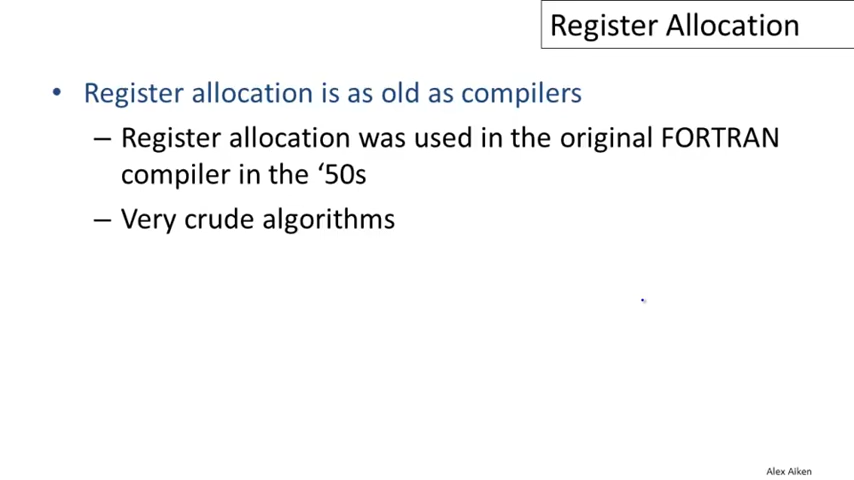 Register Allocation
• Register allocation is as old as compilers
– Register allocation was used in the original FORTRAN
compiler in the ‘50s
– Very crude algorithms
Alex Aiken